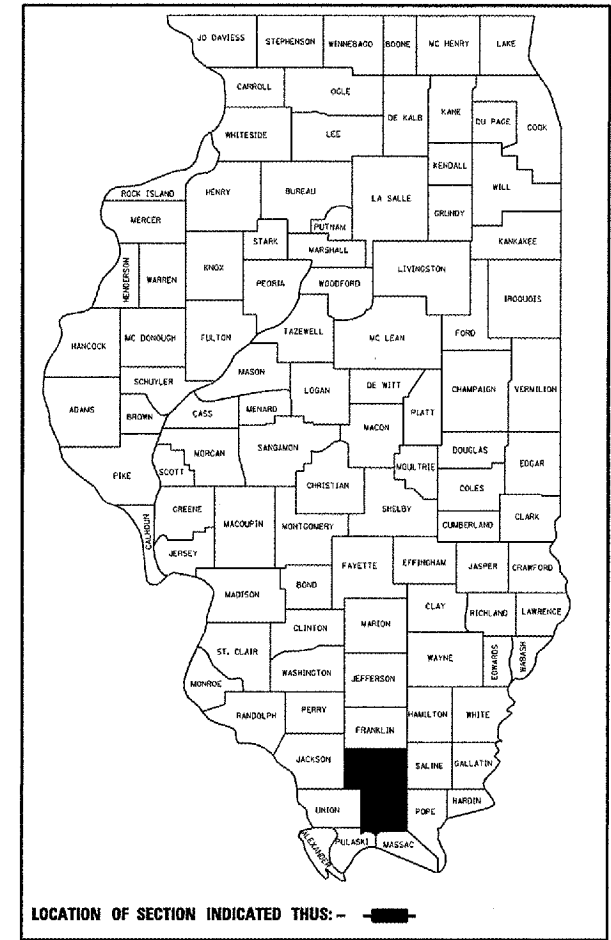 JO DAVIESS STEPHENSON WINNEBAGO BOONE MC HENRY LAKE
CARROLL OGLE DE KALB KANE DU PAGE COOK
WHITESIDE LEE KENDALL WILL
ROCK ISLAND HENRY BUREAU LA SALLE GRUNDY
MERCER PUTNAM KANKAKEE
HENDERSON WARREN KNOX STARK MARSHALL LIVINGSTON IROQUOIS
PEORIA WOODFORD
HANCOCK MC DONOUGH FULTON TAZEWELL MC LEAN FORD
SCHUYLER MASON LOGAN DE WITT CHAMPAIGN VERMILION
ADAMS BROWN CASS MENARD PIATT
MACON
PIKE SCOTT MORGAN SANGAMON MOULTRIE DOUGLAS EDGAR
CHRISTIAN COLES
CALHOUN GREENE MACOUPIN MONTGOMERY SHELBY CUMBERLAND CLARK
JERSEY FAYETTE EFFINGHAM JASPER CRAWFORD
MADISON BOND CLAY RICHLAND LAWRENCE
CLINTON MARION
ST. CLAIR WAYNE EDWARDS WABASH
MONROE WASHINGTON JEFFERSON
RANDOLPH PERRY HAMILTON WHITE
FRANKLIN
JACKSON SALINE GALLATIN
UNION POPE HARDIN
ALEXANDER PULASKI MASSAC
LOCATION OF SECTION INDICATED THUS: -